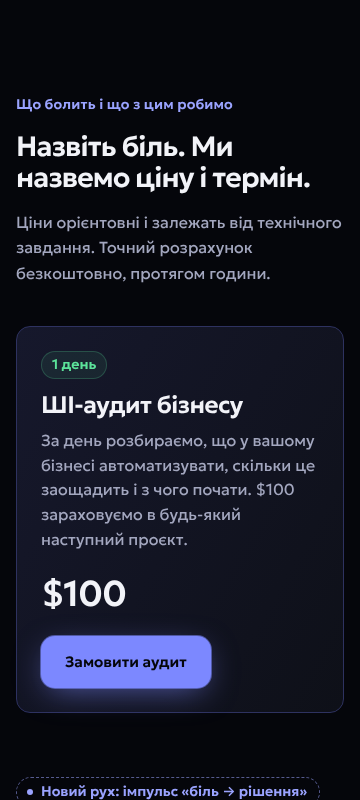 Що болить і що з цим робимо
Назвіть біль. Ми
назвемо ціну і термін.
Ціни орієнтовні і залежать від технічного
завдання. Точний розрахунок
безкоштовно, протягом години.
1 день
ШІ-аудит бізнесу
За день розбираємо, що у вашому
бізнесі автоматизувати, скільки це
заощадить і з чого почати. $100
зараховуємо в будь-який
наступний проєкт.
$100
Замовити аудит
Новий рух: імпульс «біль → рішення»